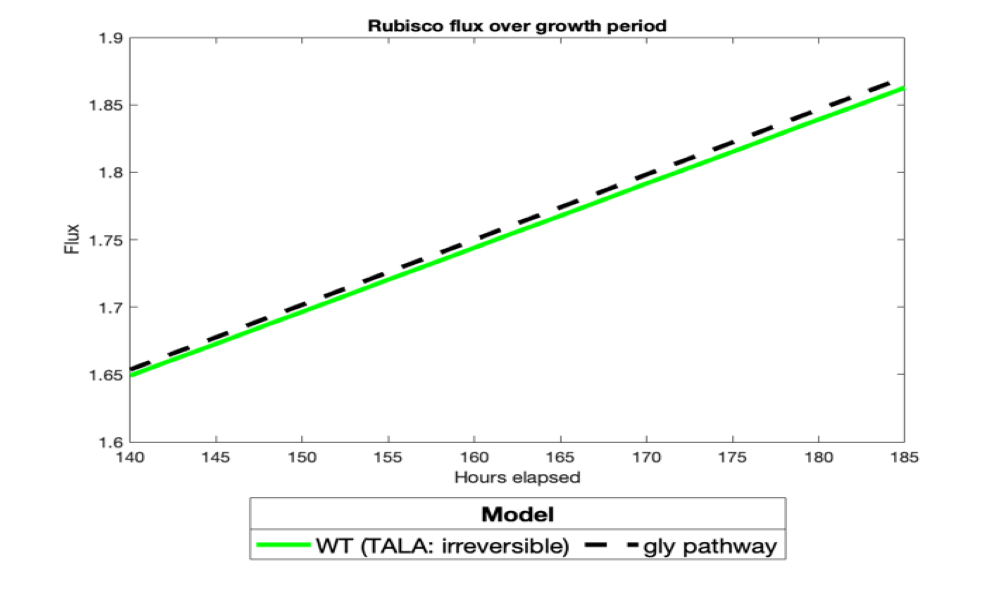 Rubisco flux over growth period
1.9
1.85
1.8
1.75
1.7
1.65
1.6
Flux
140 145 150 155 160 165 170 175 180 185
Hours elapsed
Model
WT (TALA: irreversible) gly pathway